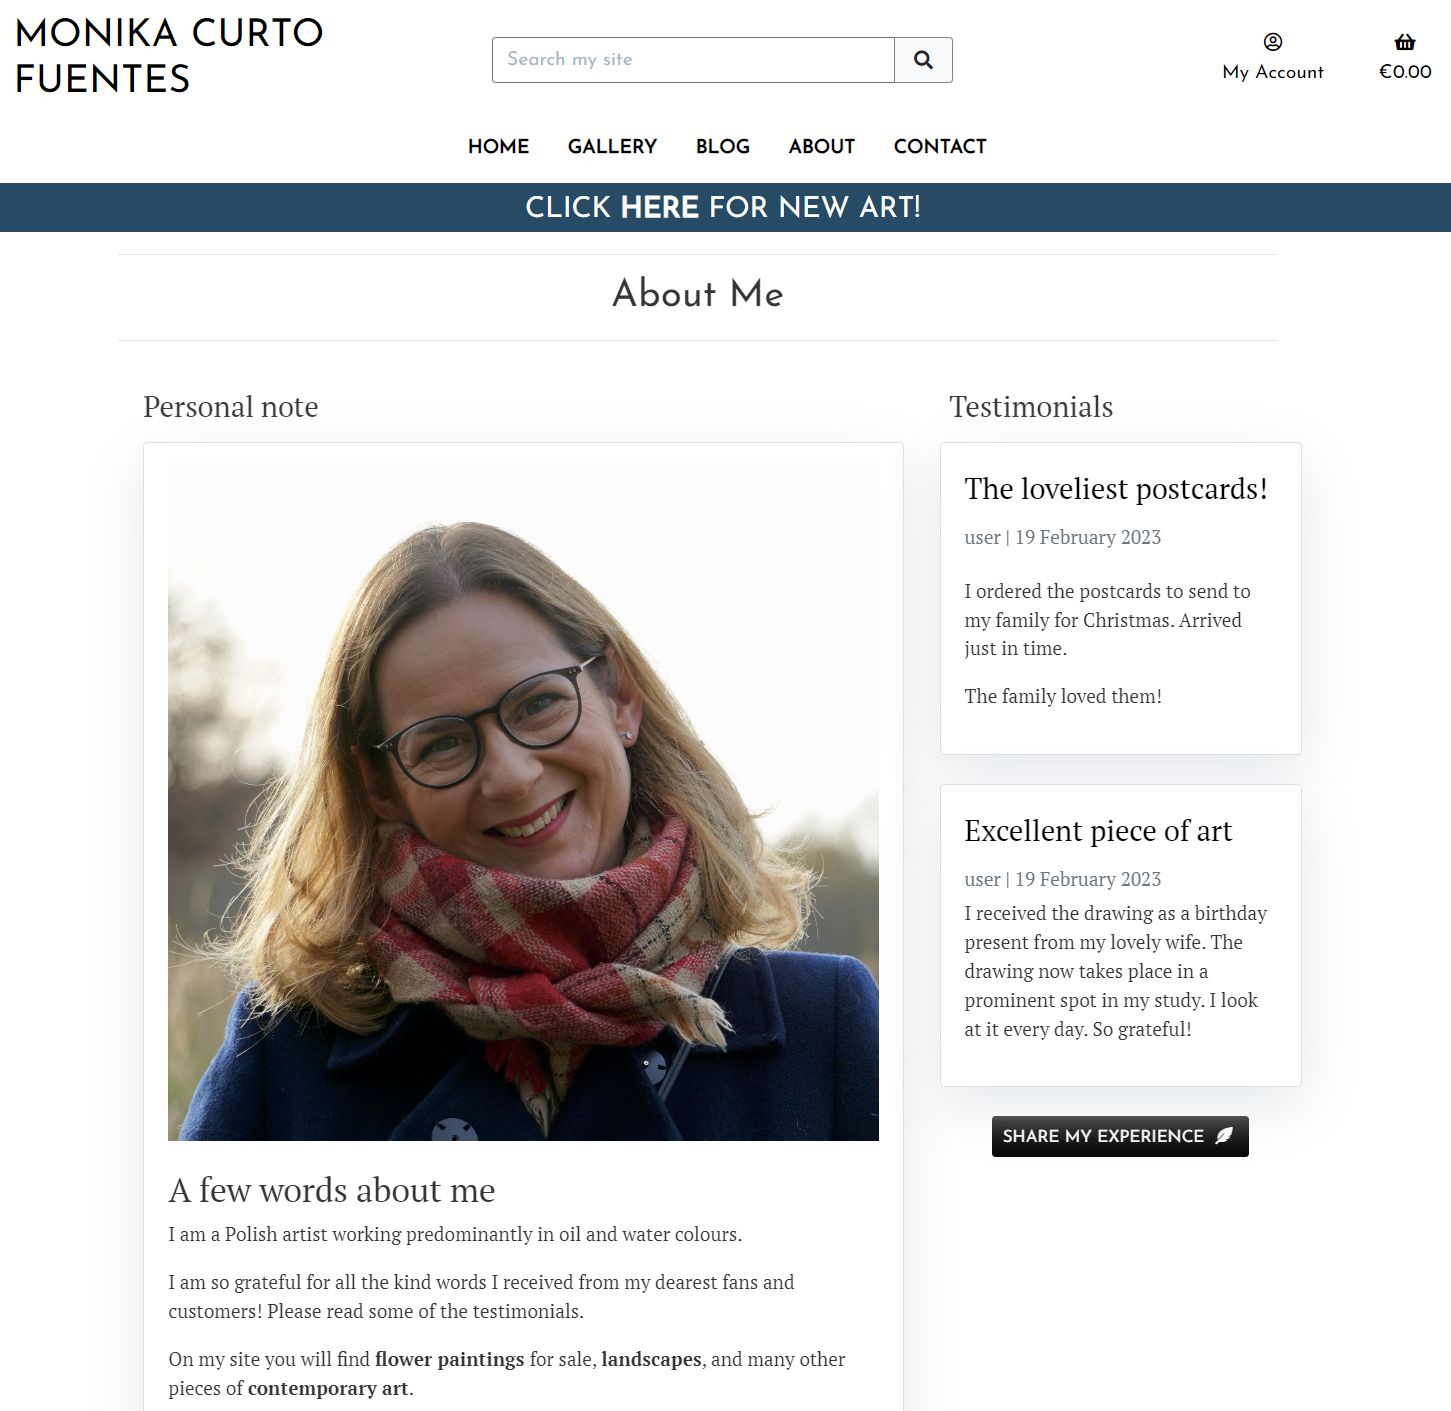 MONIKA CURTO
FUENTES
Search my site
My Account
€0.00
HOME GALLERY BLOG ABOUT CONTACT
CLICK HERE FOR NEW ART!
About Me
Personal note
A few words about me
I am a Polish artist working predominantly in oil and water colours.
I am so grateful for all the kind words I received from my dearest fans and
customers! Please read some of the testimonials.
On my site you will find flower paintings for sale, landscapes, and many other
pieces of contemporary art.
Testimonials
The loveliest postcards!
user | 19 February 2023
I ordered the postcards to send to
my family for Christmas. Arrived
just in time.
The family loved them!
Excellent piece of art
user | 19 February 2023
I received the drawing as a birthday
present from my lovely wife. The
drawing now takes place in a
prominent spot in my study. I look
at it every day. So grateful!
SHARE MY EXPERIENCE